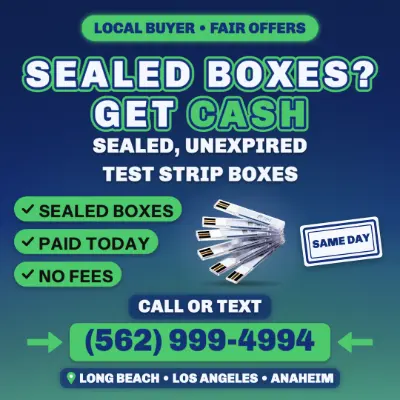 LOCAL BUYER • FAIR OFFERS
SEALED BOXES?
GET CASH
SEALED, UNEXPIRED
TEST STRIP BOXES
✓ SEALED BOXES
✓ PAID TODAY
✓ NO FEES
SAME DAY
CALL OR TEXT
(562) 999-4994
LONG BEACH • LOS ANGELES • ANAHEIM